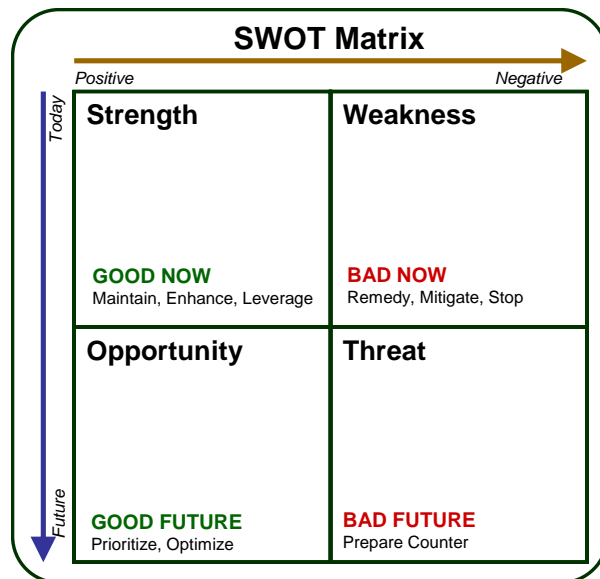 SWOT Matrix
Positive
Negative
Today
Strength
GOOD NOW
Maintain, Enhance, Leverage
Weakness
BAD NOW
Remedy, Mitigate, Stop
Opportunity
GOOD FUTURE
Prioritize, Optimize
Threat
BAD FUTURE
Prepare Counter
Future